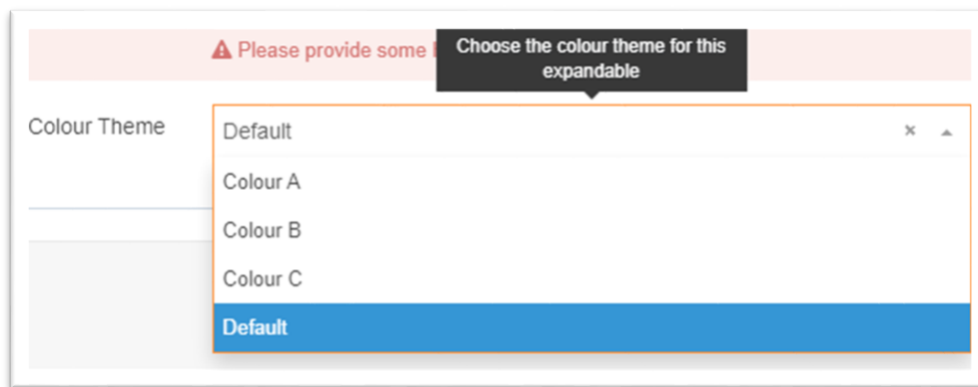 Please provide some
Choose the colour theme for this
expandable
Colour Theme
Default
Colour A
Colour B
Colour C
Default